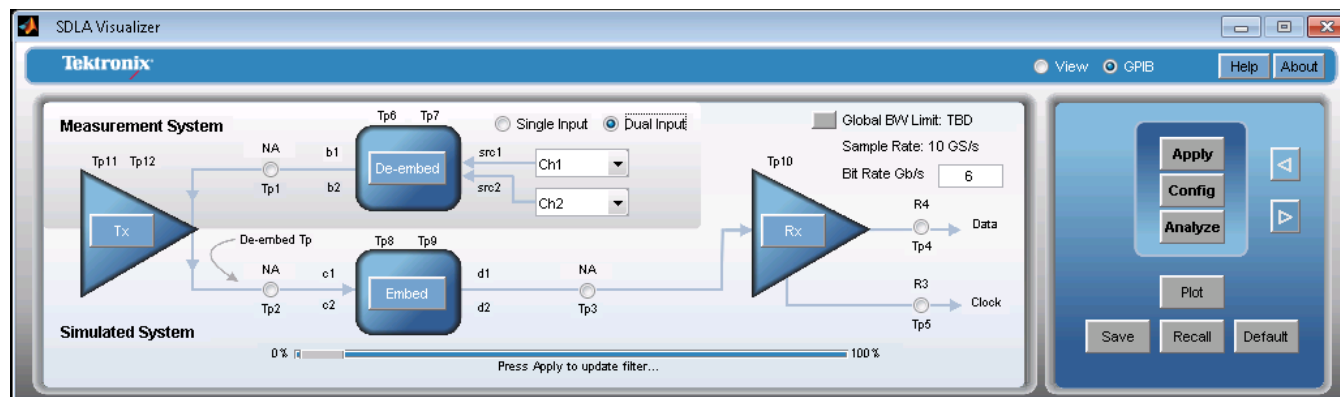 SDLA Visualizer
Tektronix
View GPIB Help About
Measurement System
Tp6 Tp7
Single Input Dual Input
Global BW Limit: TBD
Sample Rate: 10 GS/s
Bit Rate Gb/s 6
Tp11 Tp12
NA
b1
De-embed
src1
Ch1
Tp10
Tp1
b2
src2
Ch2
R4
Tx
Rx
Data
Tp4
De-embed Tp
Tp8 Tp9
NA
c1
d1
NA
R3
Embed
Clock
Tp2
c2
d2
Tp3
Tp5
Simulated System
0% 100%
Press Apply to update filter...
Apply
Config
Analyze
Plot
Save Recall Default